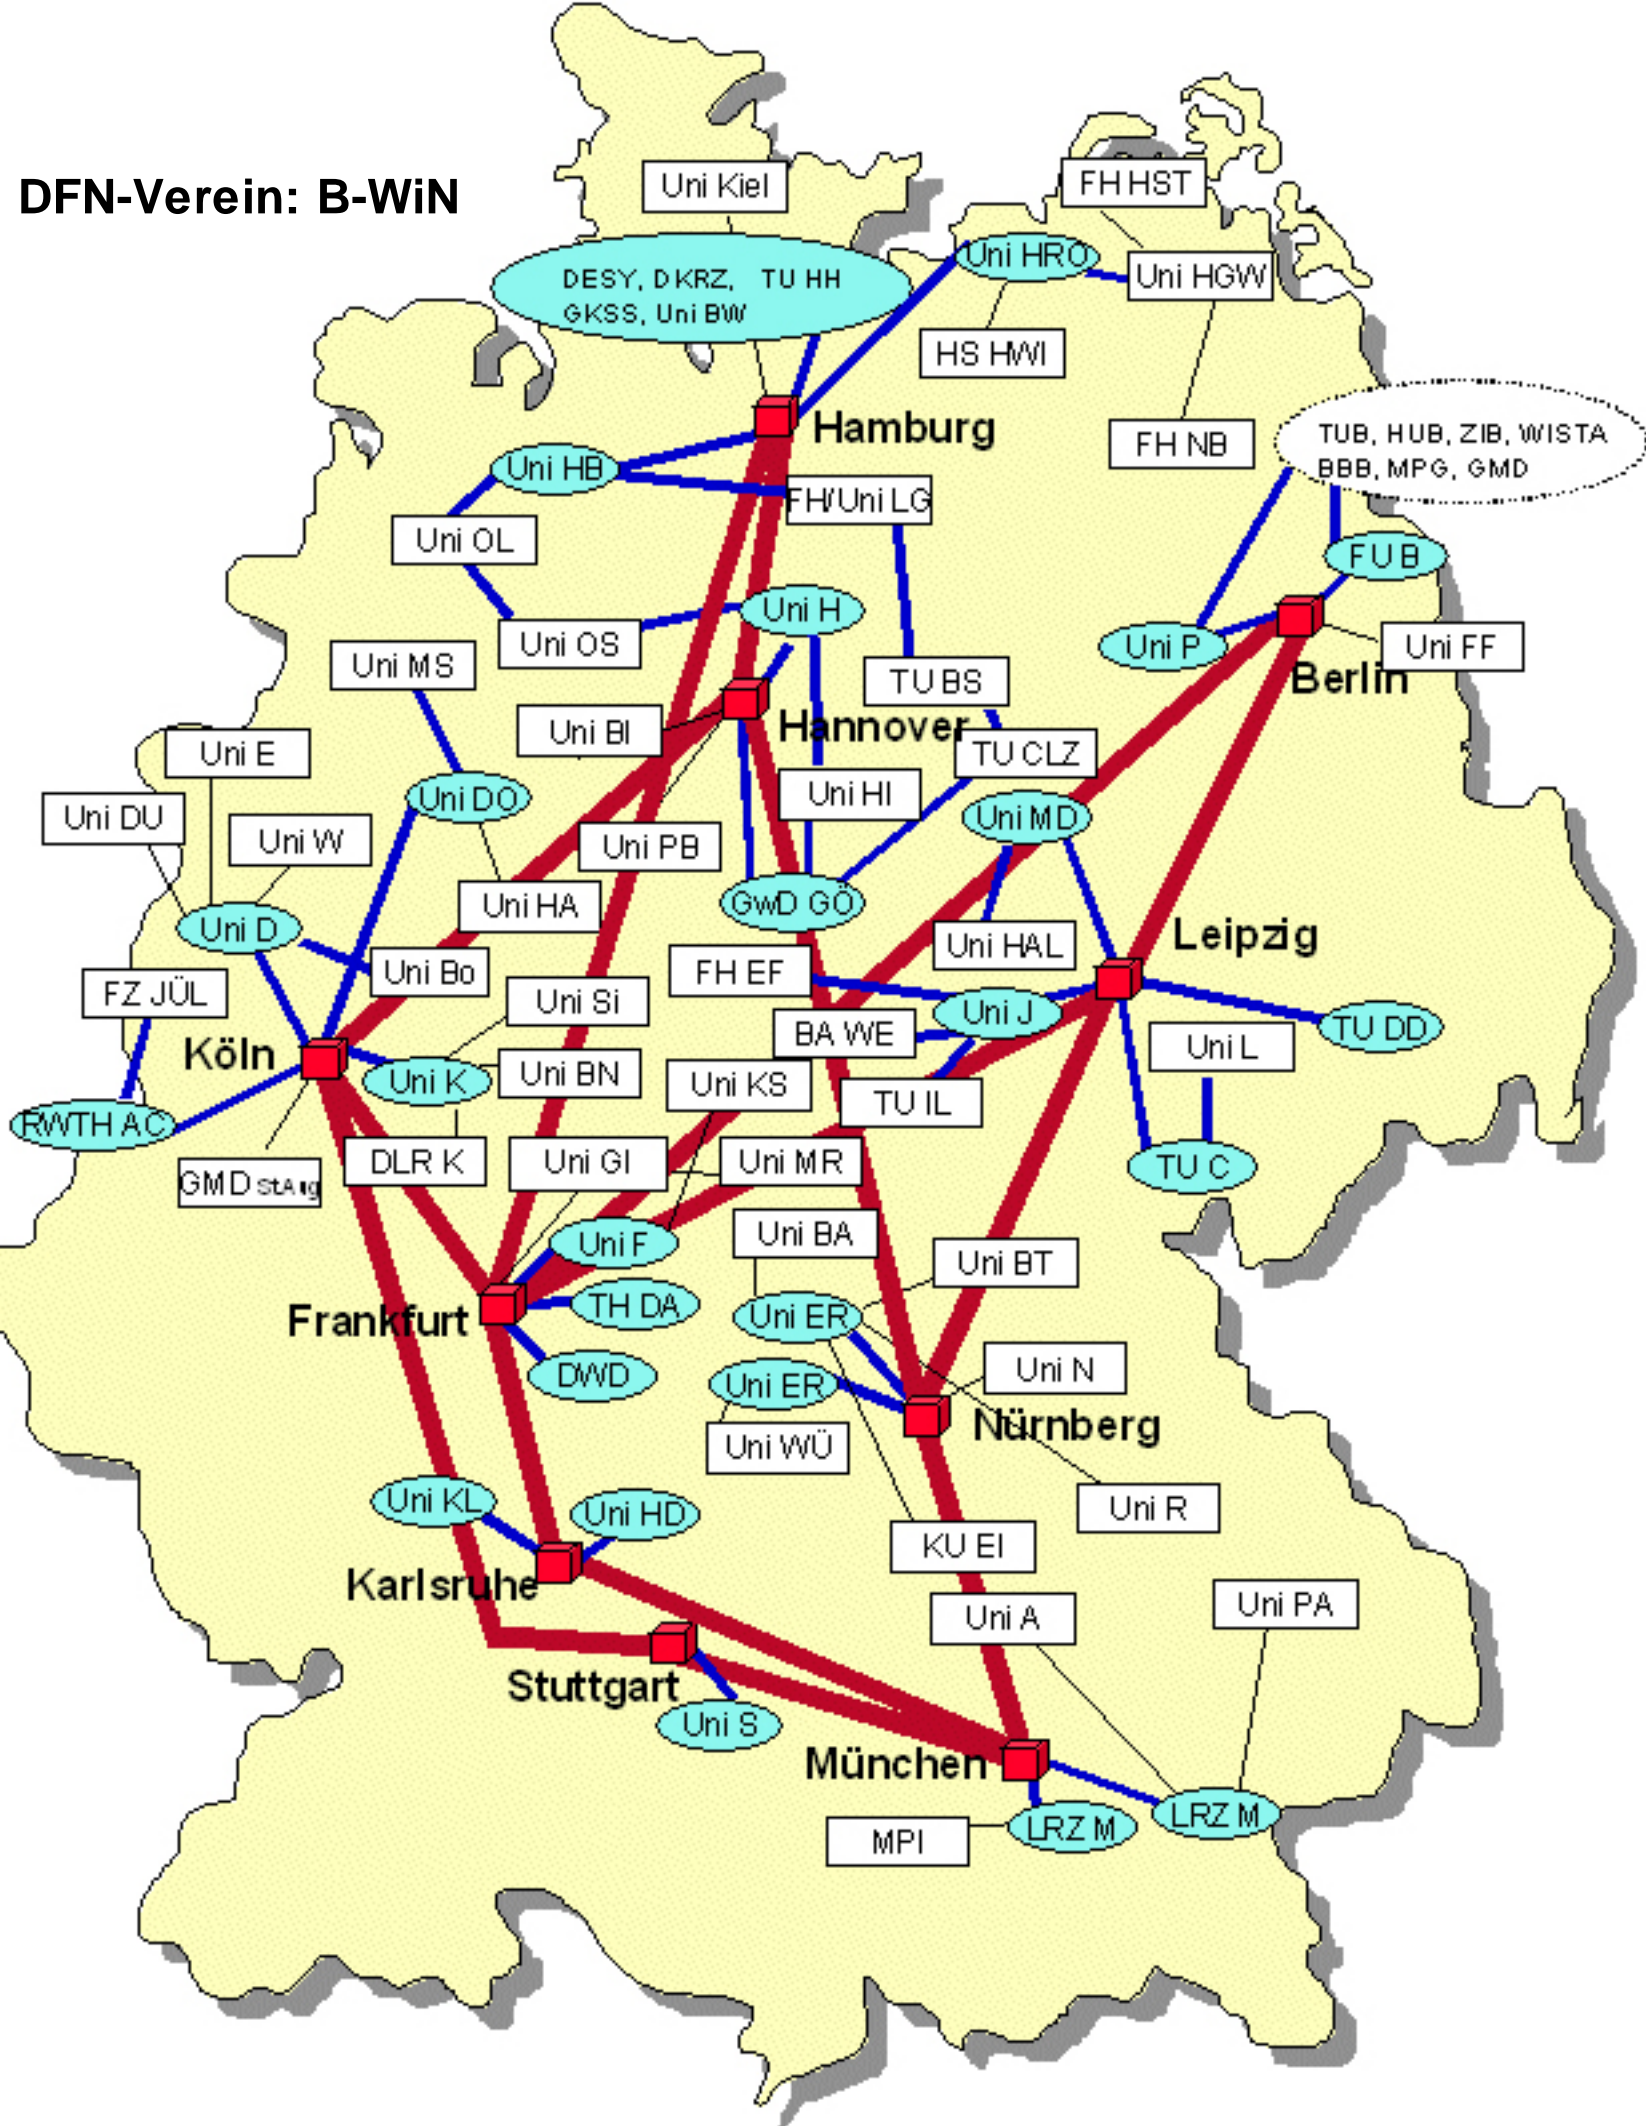 DFN-Verein: B-WiN
Uni Kiel
FH HST
DESY, DKRZ, TU HH
GKSS, Uni BW
Uni HRO
Uni HGW
HS HWI
Hamburg
FH NB
TUB, HUB, ZIB, WISTA
BBB, MPG, GMD
Uni HB
FH/Uni LG
Uni OL
FU B
Uni H
Uni OS
Uni P
Uni FF
Berlin
Uni MS
TU BS
Uni BI
Hannover
Uni E
TU CLZ
Uni DO
Uni HI
Uni DU
Uni MD
Uni W
Uni PB
Uni HA
GwD GÖ
Uni D
Leipzig
Uni HAL
Uni Bo
FH EF
FZ JÜL
Uni Si
Uni J
BA WE
TU DD
Uni L
Köln
Uni K
Uni BN
Uni KS
TU IL
RWTH AC
DLR K
Uni GI
Uni MR
TU C
GMD St.Aug
Uni BA
Uni F
Uni BT
TH DA
Uni ER
Frankfurt
DWD
Uni ER
Uni N
Nürnberg
Uni WÜ
Uni KL
Uni HD
Uni R
KU EI
Karlsruhe
Uni A
Uni PA
Stuttgart
Uni S
München
LRZ M
LRZ M
MPI